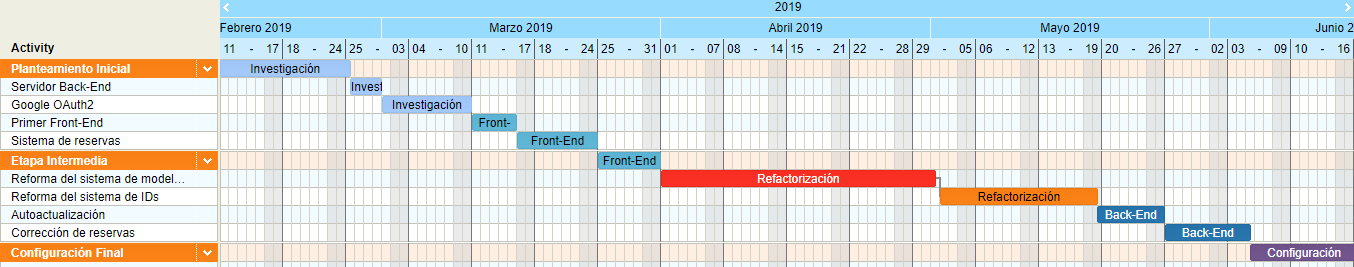 2019
Febrero 2019 Marzo 2019 Abril 2019 Mayo 2019 Junio 2
Activity 11 - 17 18 - 24 25 - 03 04 - 10 11 - 17 18 - 24 25 - 31 01 - 07 08 - 14 15 - 21 22 - 28 29 - 05 06 - 12 13 - 19 20 - 26 27 - 02 03 - 09 10 - 16
Planteamiento Inicial Investigación
Servidor Back-End Invest
Google OAuth2 Investigación
Primer Front-End Front-
Sistema de reservas Front-End
Etapa Intermedia Front-End
Reforma del sistema de model... Refactorización
Reforma del sistema de IDs Refactorización
Autoactualización Back-End
Corrección de reservas Back-End
Configuración Final Configuración